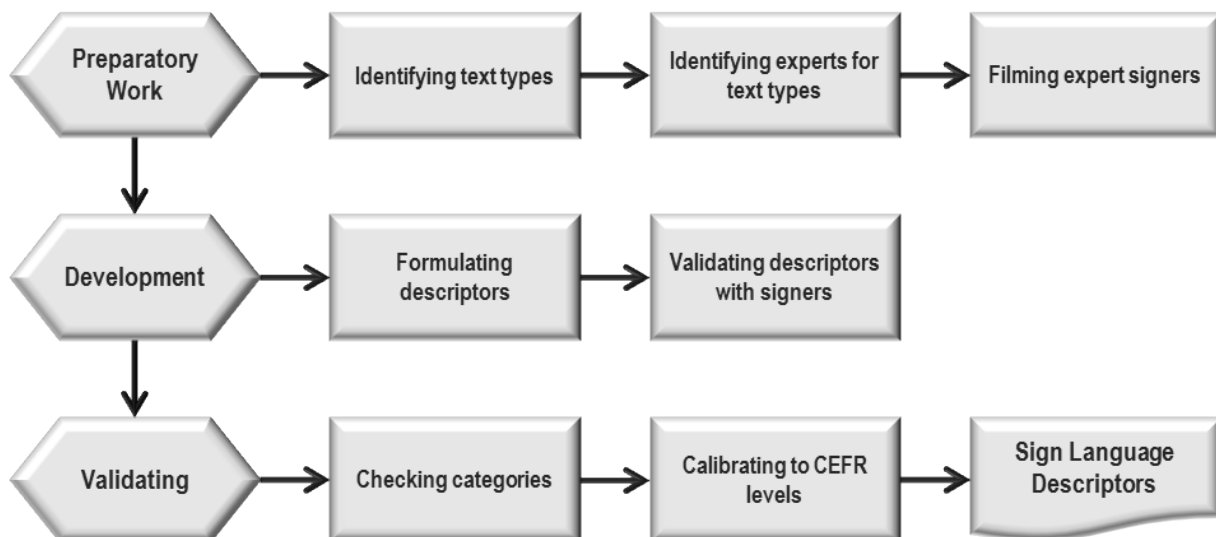 Preparatory
Work
Identifying text types
Identifying experts for
text types
Filming expert signers
Development
Formulating
descriptors
Validating descriptors
with signers
Validating
Checking categories
Calibrating to CEFR
levels
Sign Language
Descriptors